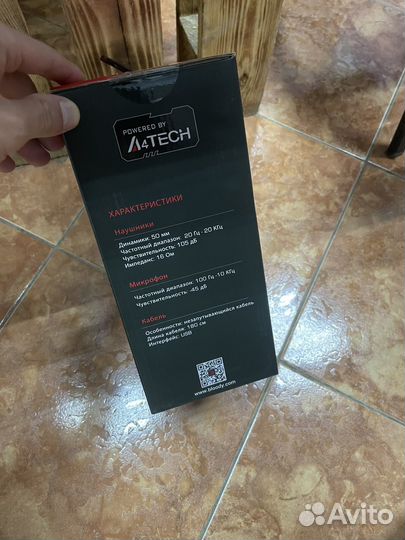 POWERED BY
A4TECH
ХАРАКТЕРИСТИКИ
Наушники
Динамики: 50 мм
Частотный диапазон: 20 Гц -20 КГц
Чувствительность: 105 дБ
Импеданс: 16 Ом
Микрофон
Частотный диапазон: 100 Гц -10 КГц
Чувствительность: -45 дБ
Кабель
Особенности: незапутывающийся кабель
Длина кабеля: 180 см
Интерфейс: USB
www.bloody.com
Avito